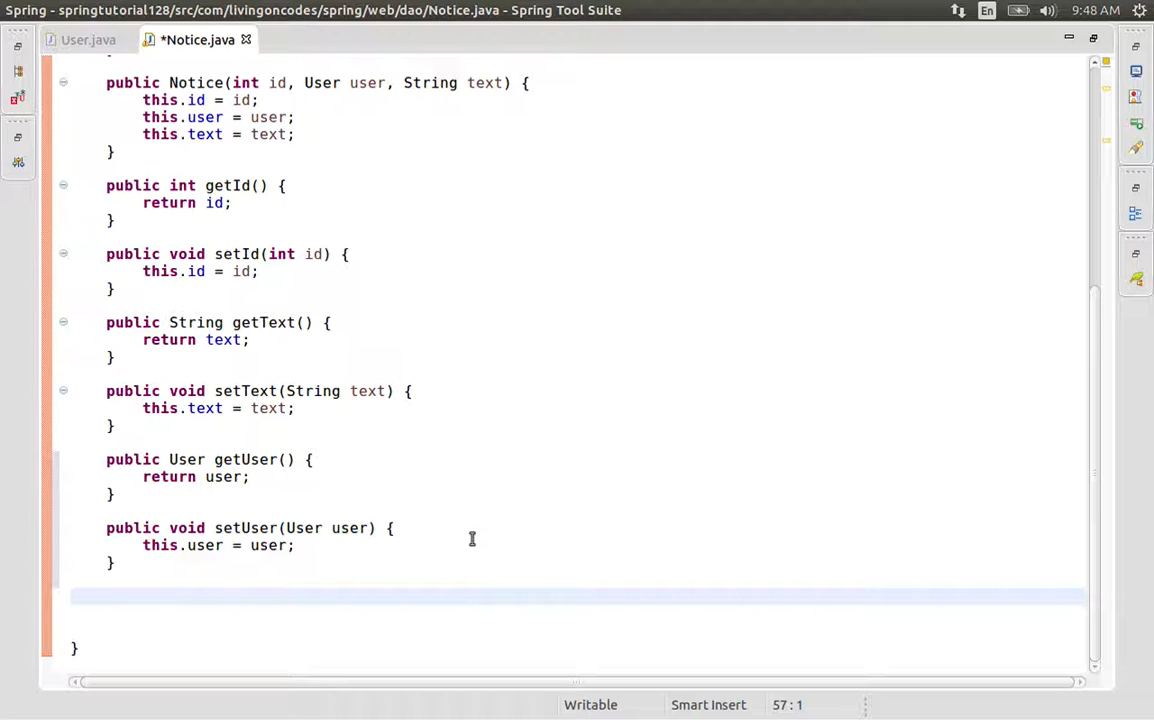 Spring - springtutorial128/src/com/livingoncodes/spring/web/dao/Notice.java - Spring Tool Suite
En
9:48 AM
User.java
*Notice.java
public Notice(int id, User user, String text) {
this.id = id;
this.user = user;
this.text = text;
}
public int getId() {
return id;
}
public void setId(int id) {
this.id = id;
}
public String getText() {
return text;
}
public void setText(String text) {
this.text = text;
}
public User getUser() {
return user;
}
public void setUser(User user) {
this.user = user;
}
}
Writable
Smart Insert
57 : 1